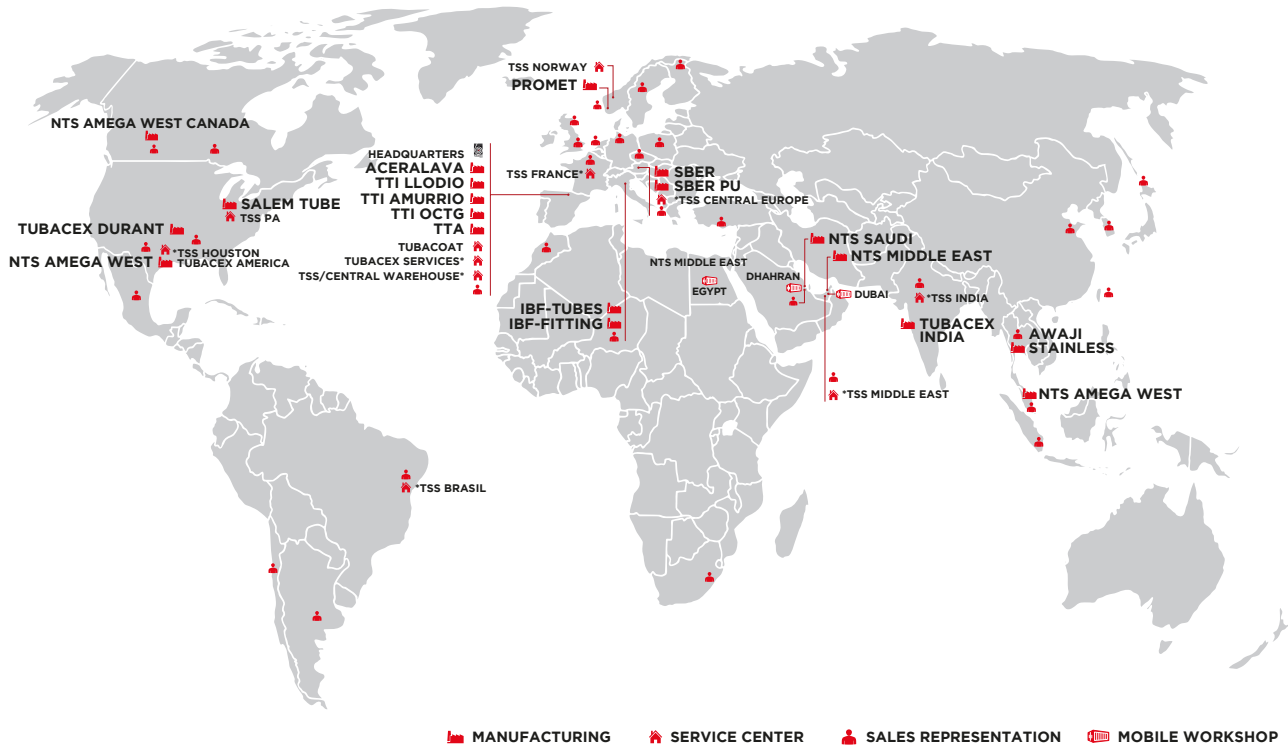 NTS AMEGA WEST CANADA
SALEM TUBE
TSS PA
TUBACEX DURANT
*TSS HOUSTON
NTS AMEGA WEST
TUBACEX AMERICA
TSS NORWAY
PROMET
HEADQUARTERS
ACERALAVA
TTI LLODIO
TTI AMURRIO
TTI OCTG
TTA
TUBACOAT
TUBACEX SERVICES*
TSS/CENTRAL WAREHOUSE*
TSS FRANCE*
SBER
SBER PU
*TSS CENTRAL EUROPE
IBF-TUBES
IBF-FITTING
NTS MIDDLE EAST
EGYPT
DHAHRAN
NTS SAUDI
NTS MIDDLE EAST
DUBAI
*TSS INDIA
TUBACEX
INDIA
*TSS MIDDLE EAST
AWAJI
STAINLESS
NTS AMEGA WEST
*TSS BRASIL
MANUFACTURING
SERVICE CENTER
SALES REPRESENTATION
MOBILE WORKSHOP